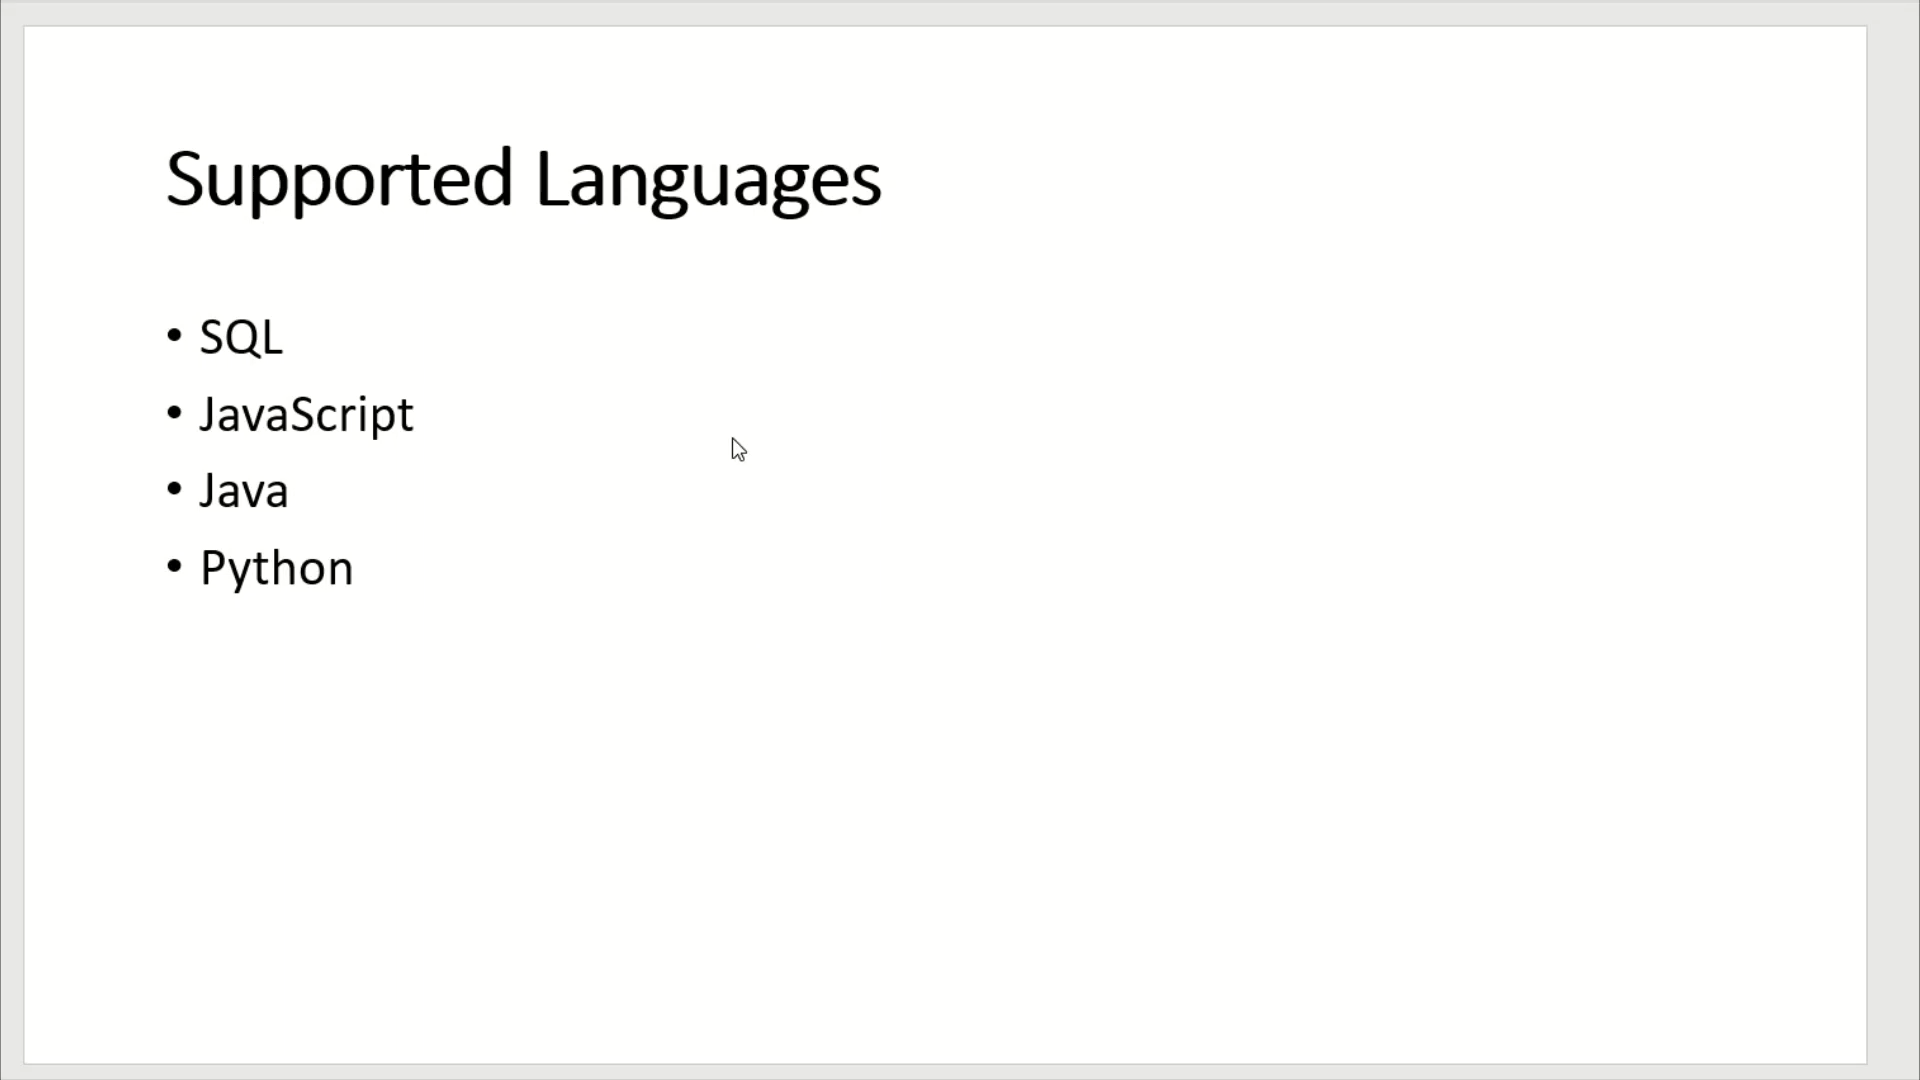 Supported Languages
• SQL
• JavaScript
• Java
• Python